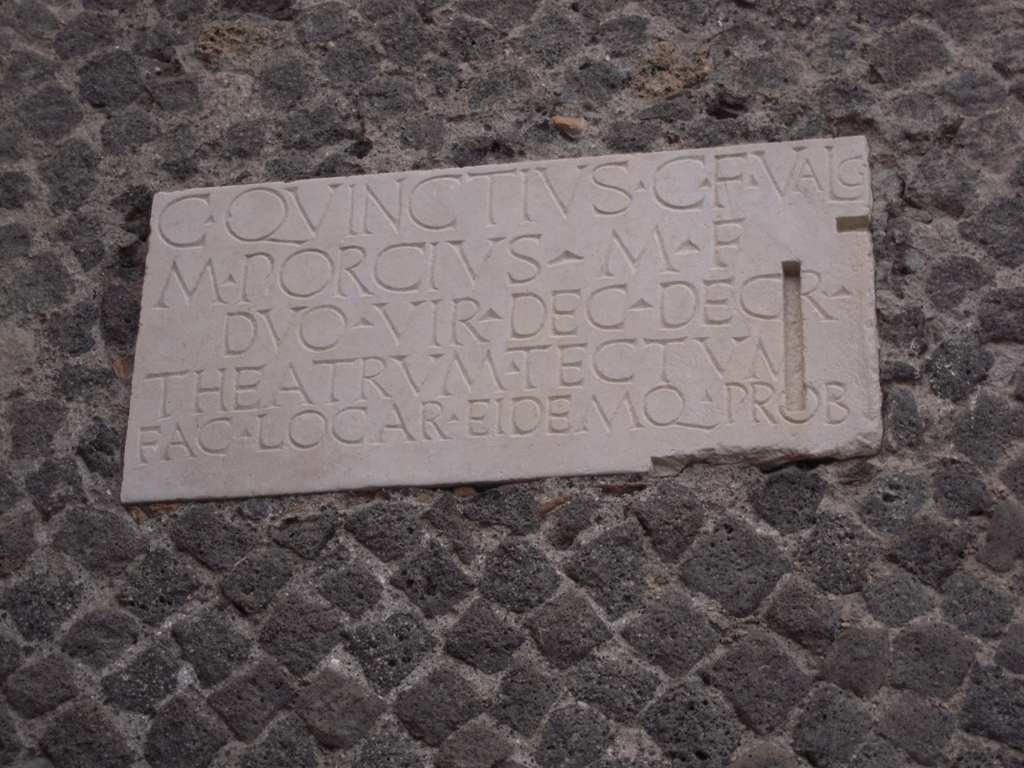 C·QVINCTIVS·C·F·VALG
M·PORCIVS·M·F
DVO·VIR·DEC·DECR·
THEATRVM·TECTVM
FAC·LOCAR·EIDEMQ·PROB